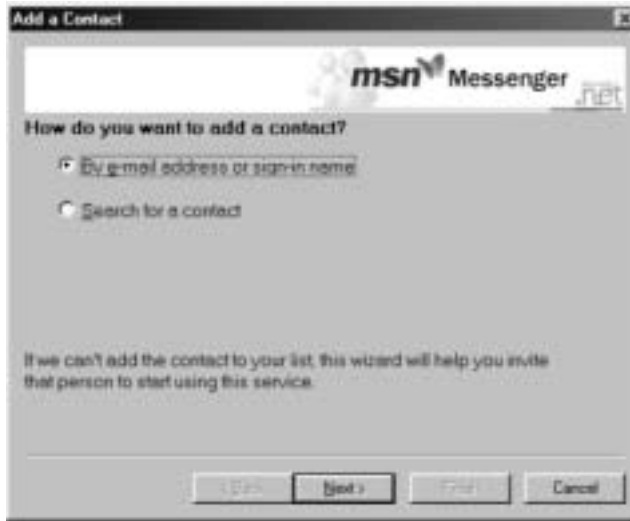 Add a Contact
msn Messenger
.net
How do you want to add a contact?
By e-mail address or sign-in name
Search for a contact
If we can't add the contact to your list, this wizard will help you invite
that person to start using this service.
< Back Next > Finish Cancel